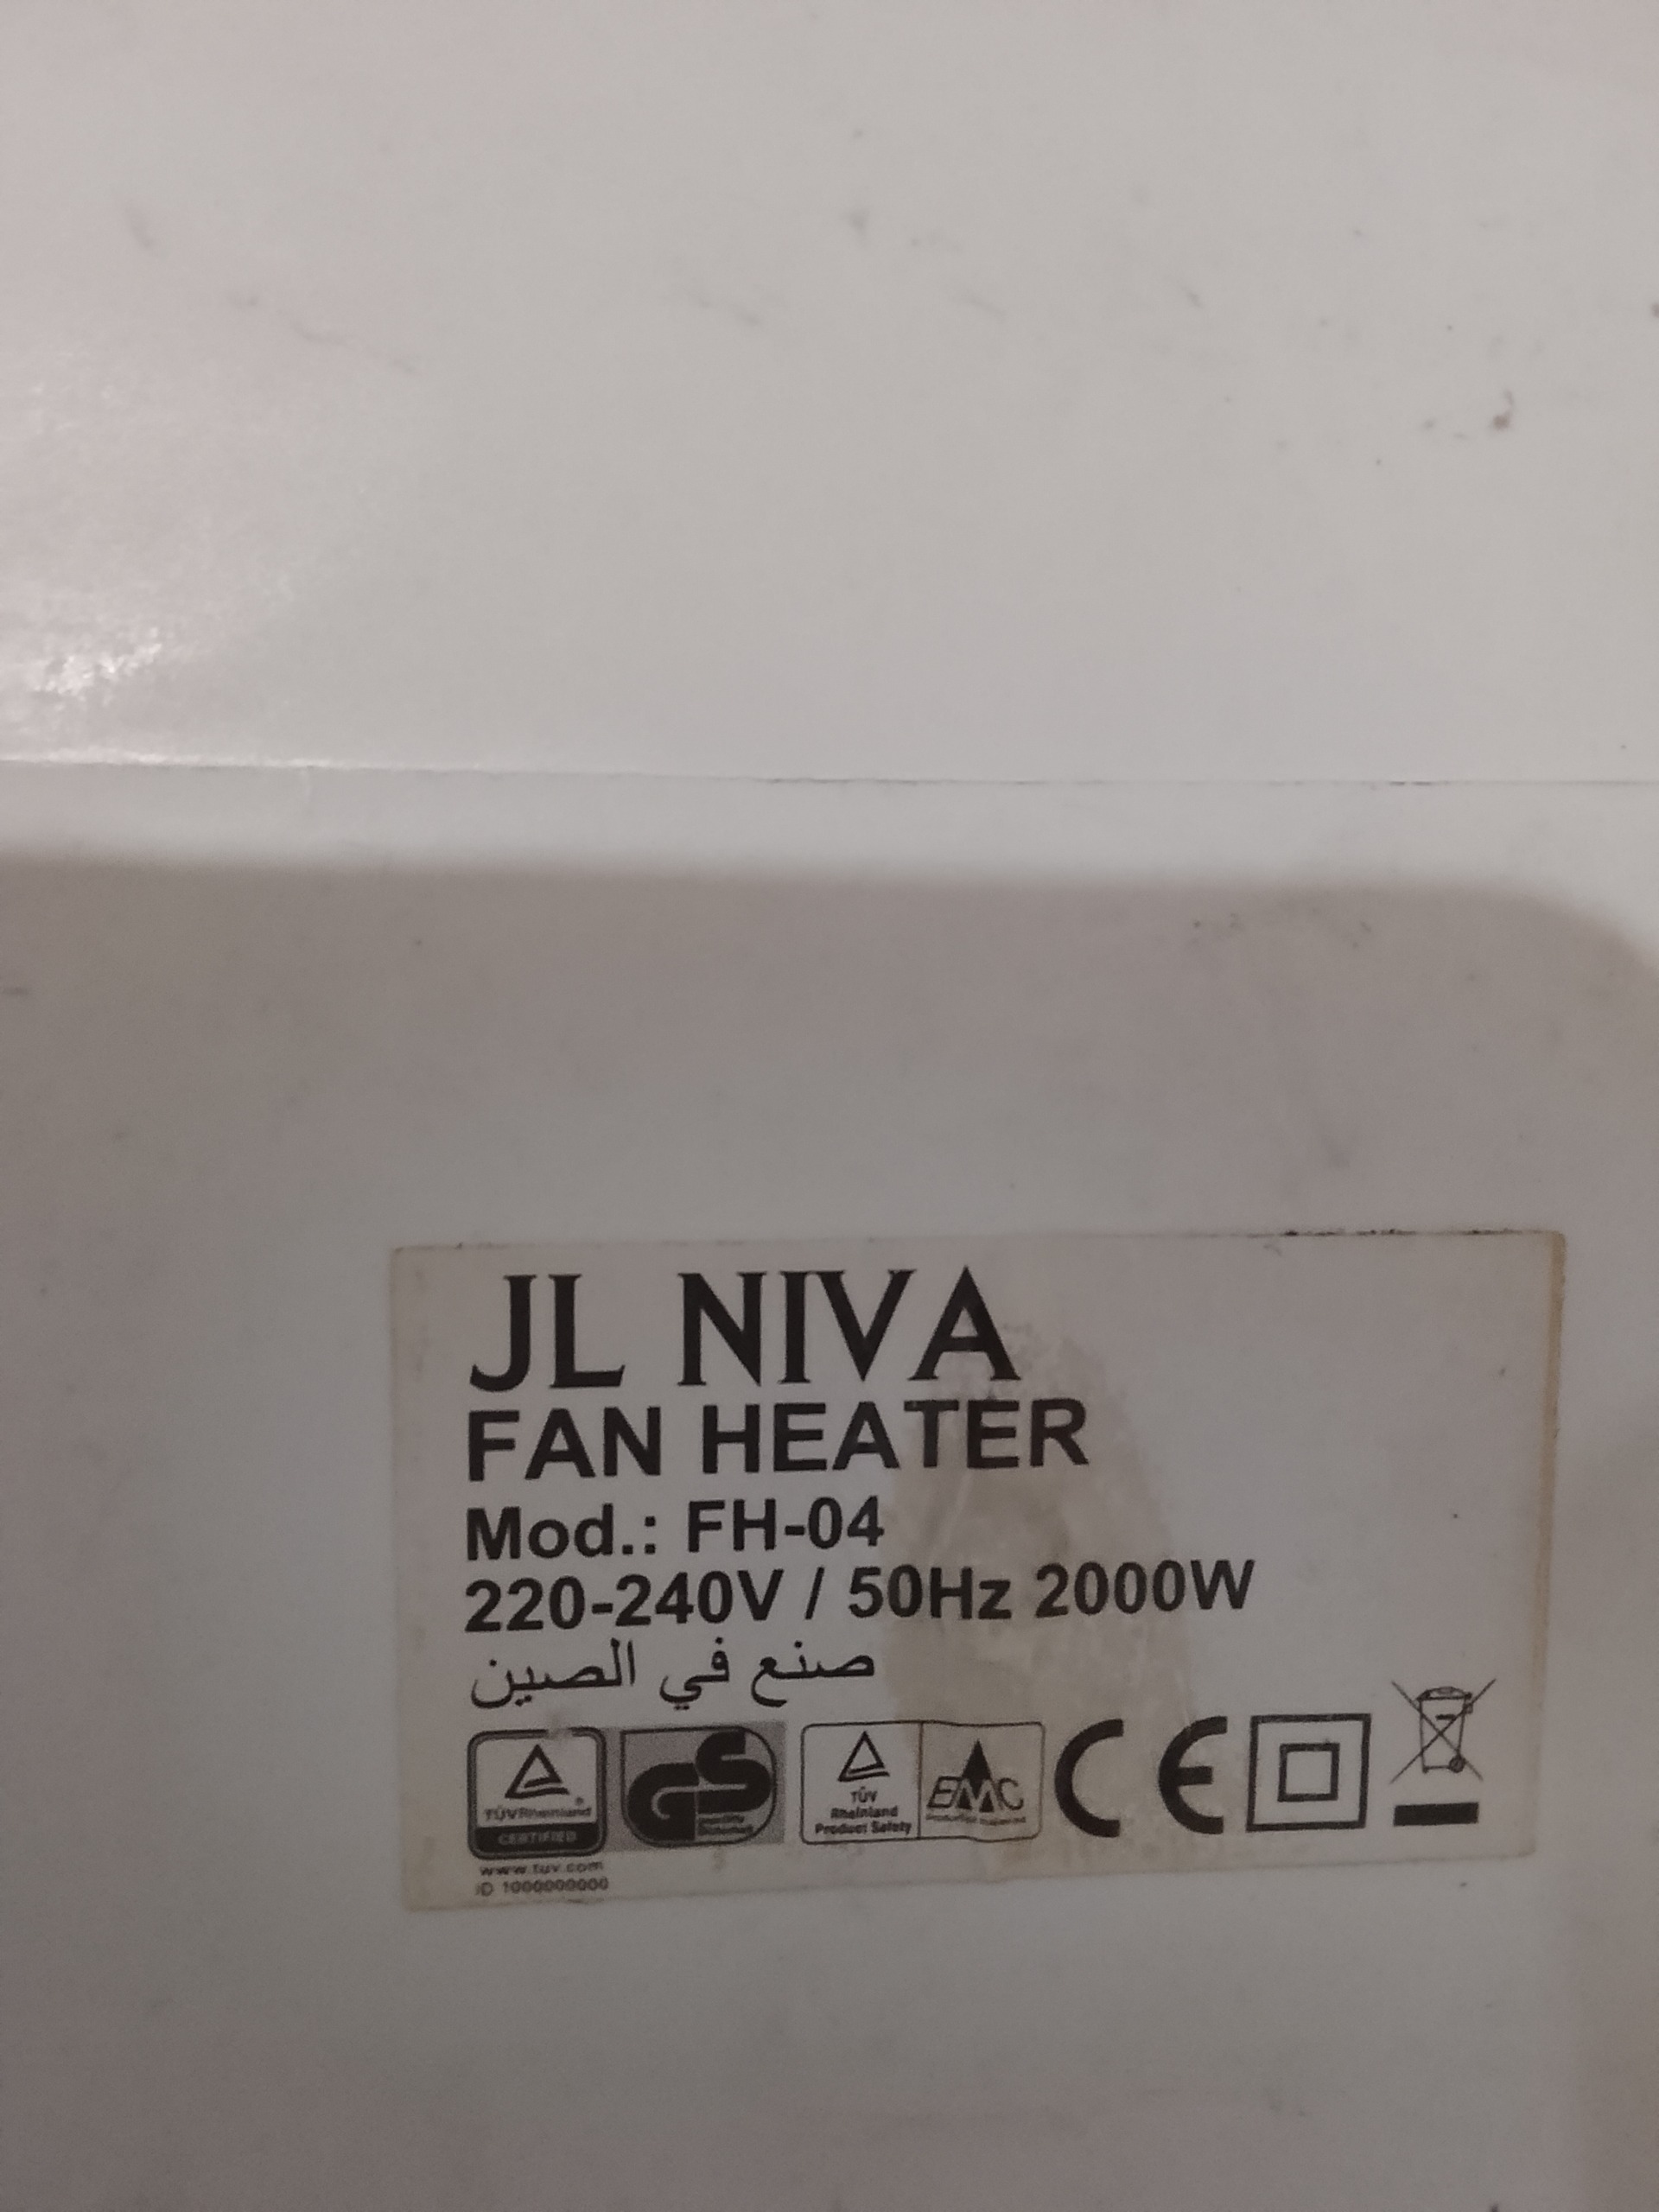 JL NIVA
FAN HEATER
Mod.: FH-04
220-240V / 50Hz 2000W
صنع في الصين
TÜVRheinland
CERTIFIED
www.tuv.com
ID 1000000000
GS
TÜV
Rheinland
Product Safety
EMC
CE